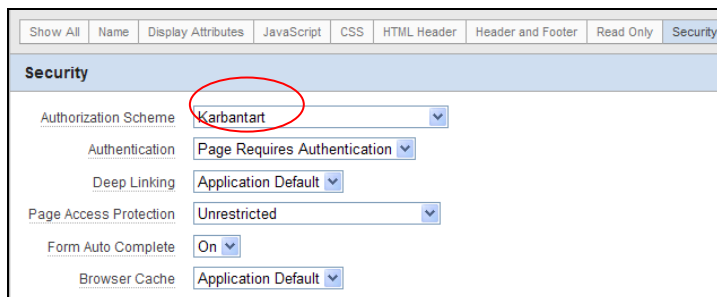 Show All Name Display Attributes JavaScript CSS HTML Header Header and Footer Read Only Security
Security
Authorization Scheme Karbantart
Authentication Page Requires Authentication
Deep Linking Application Default
Page Access Protection Unrestricted
Form Auto Complete On
Browser Cache Application Default